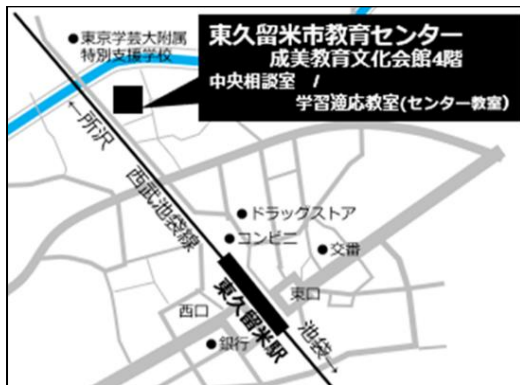 東京学芸大附属
特別支援学校
東久留米市教育センター
成美教育文化会館4階
中央相談室 /
学習適応教室(センター教室)
←所沢
西武池袋線
ドラッグストア
コンビニ
交番
東口
西口
東久留米駅
銀行
池袋→